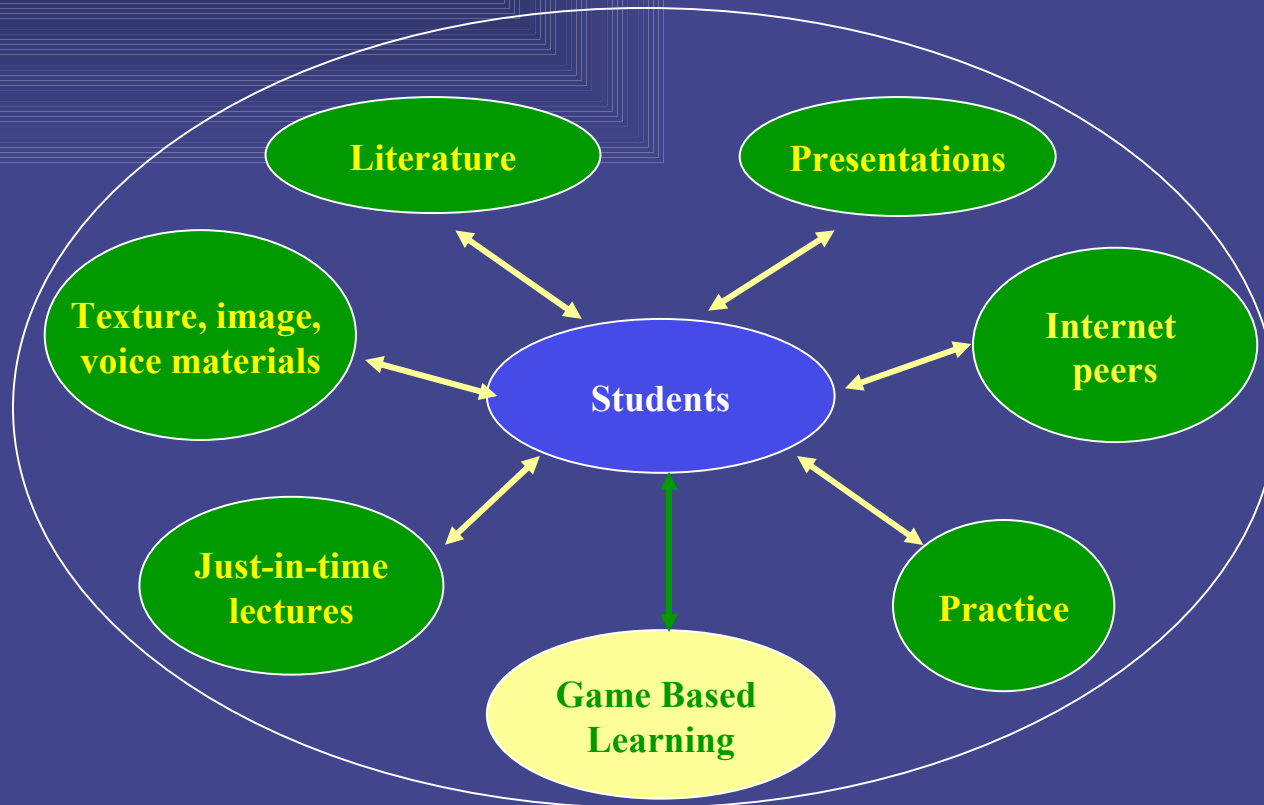 Literature
Presentations
Texture, image,
voice materials
Internet
peers
Students
Just-in-time
lectures
Practice
Game Based
Learning